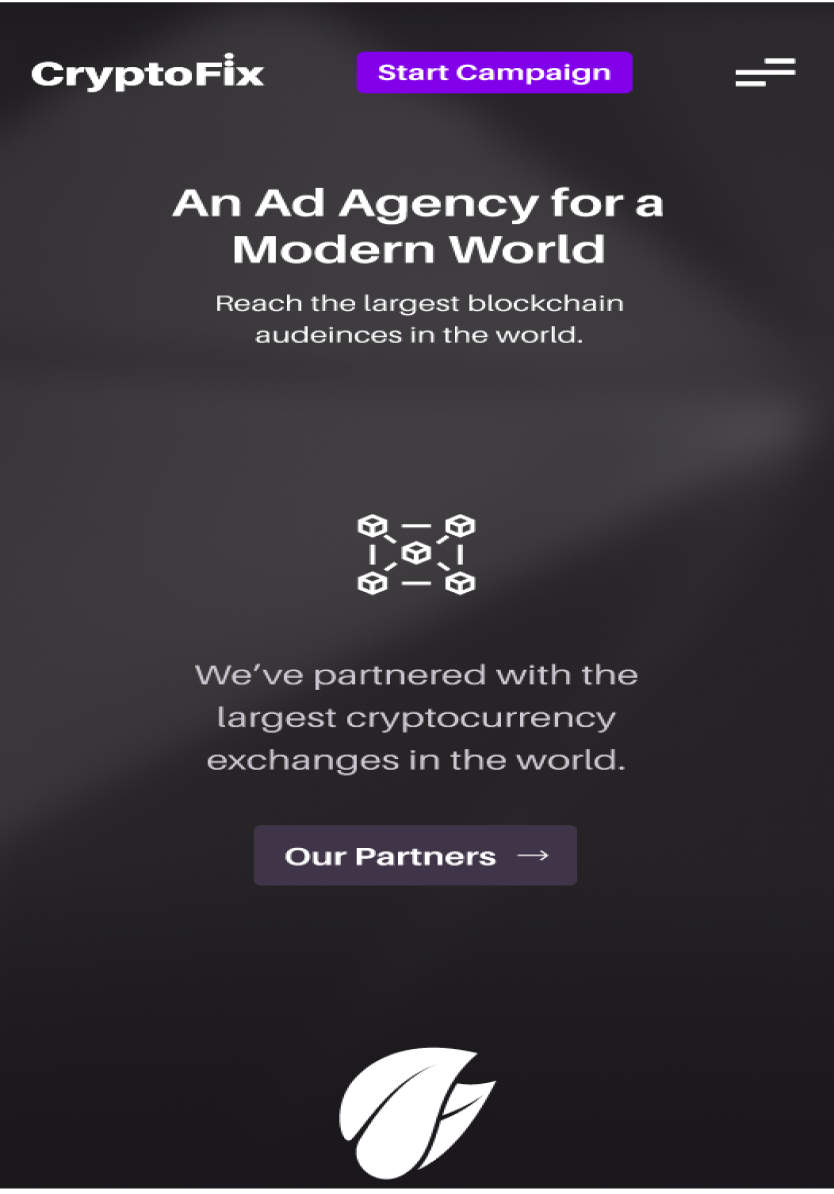 CryptoFix
Start Campaign
An Ad Agency for a
Modern World
Reach the largest blockchain
audeinces in the world.
We’ve partnered with the
largest cryptocurrency
exchanges in the world.
Our Partners →